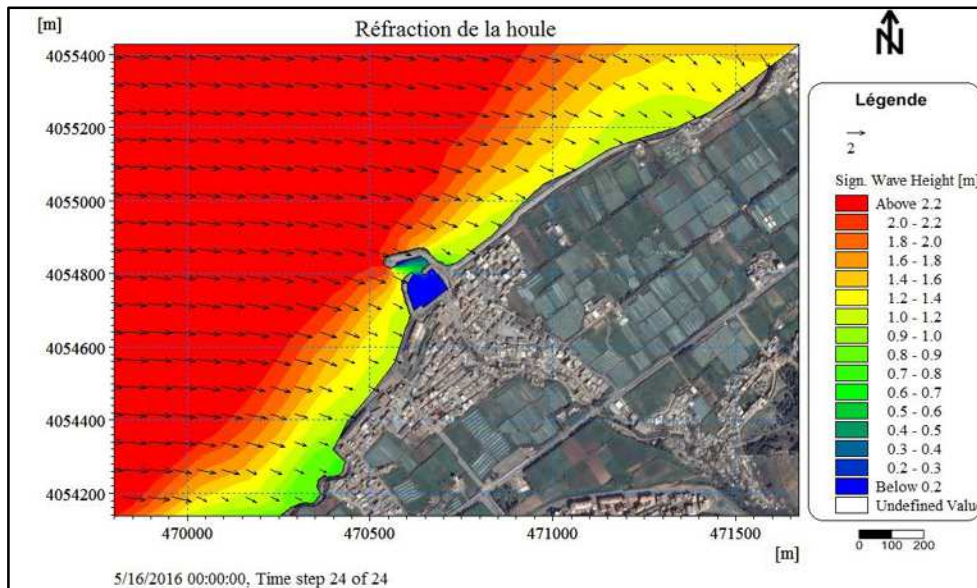 Réfraction de la houle
[m]
4055400
4055200
4055000
4054800
4054600
4054400
4054200
470000
470500
471000
471500
[m]
5/16/2016 00:00:00, Time step 24 of 24
N
Légende
2
Sign. Wave Height [m]
Above 2.2
2.0 - 2.2
1.8 - 2.0
1.6 - 1.8
1.4 - 1.6
1.2 - 1.4
1.0 - 1.2
0.9 - 1.0
0.8 - 0.9
0.7 - 0.8
0.6 - 0.7
0.5 - 0.6
0.4 - 0.5
0.3 - 0.4
0.2 - 0.3
Below 0.2
Undefined Value
0 100 200